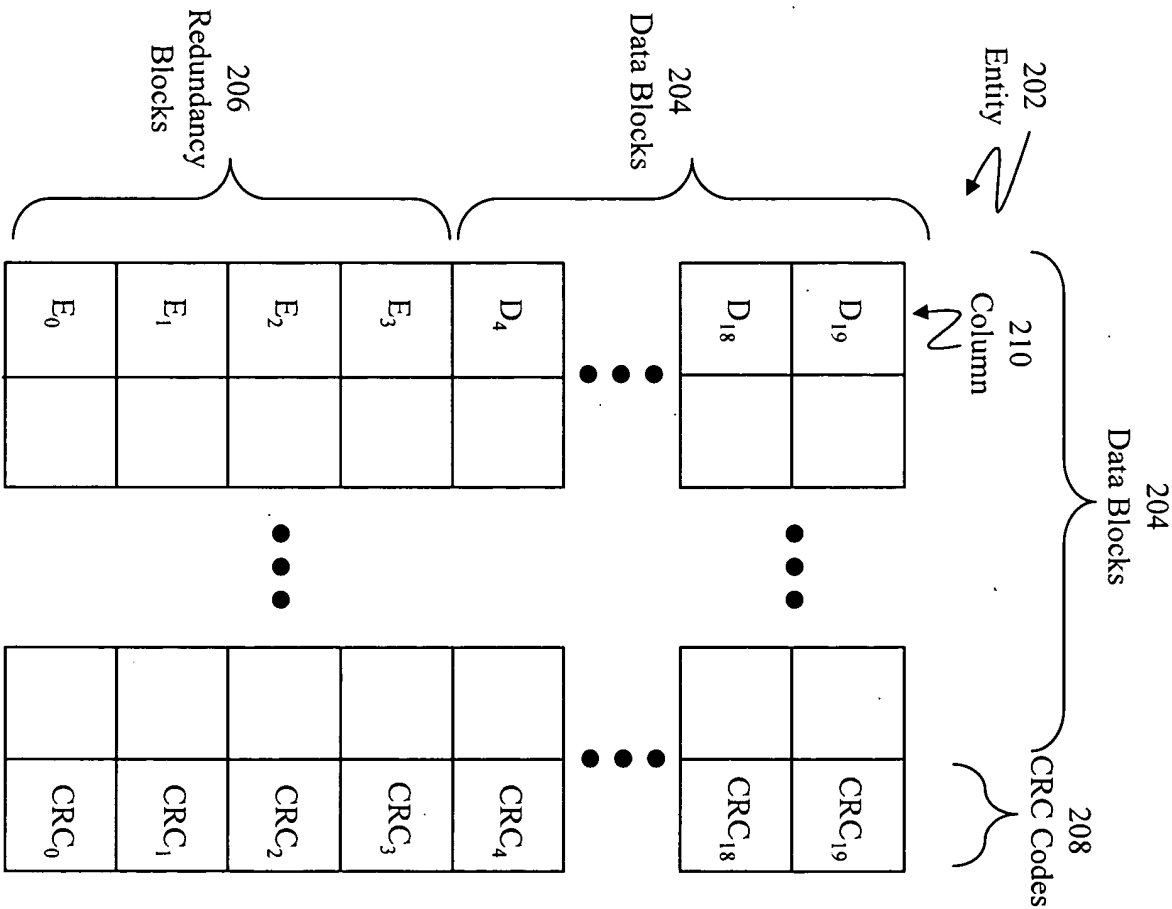 204
Data Blocks
208
CRC Codes
202
Entity
210
Column
D₁₉ CRC₁₉
D₁₈ CRC₁₈
204
Data Blocks
D₄ CRC₄
E₃ CRC₃
E₂ CRC₂
206
Redundancy
Blocks
E₁ CRC₁
E₀ CRC₀